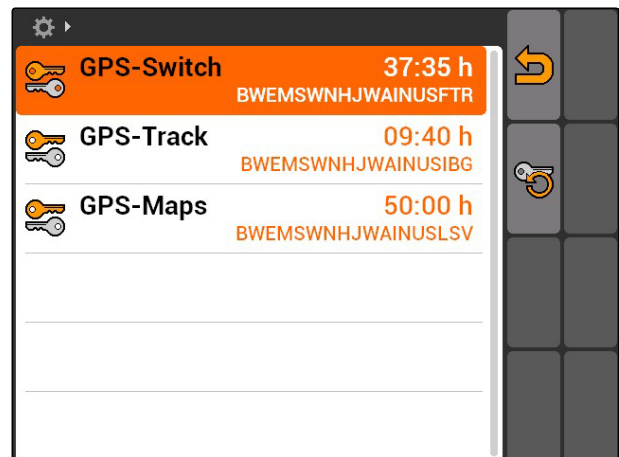 GPS-Switch 37:35 h
BWEMSWNHJWAINUSFTR
GPS-Track 09:40 h
BWEMSWNHJWAINUSIBG
GPS-Maps 50:00 h
BWEMSWNHJWAINUSLSV